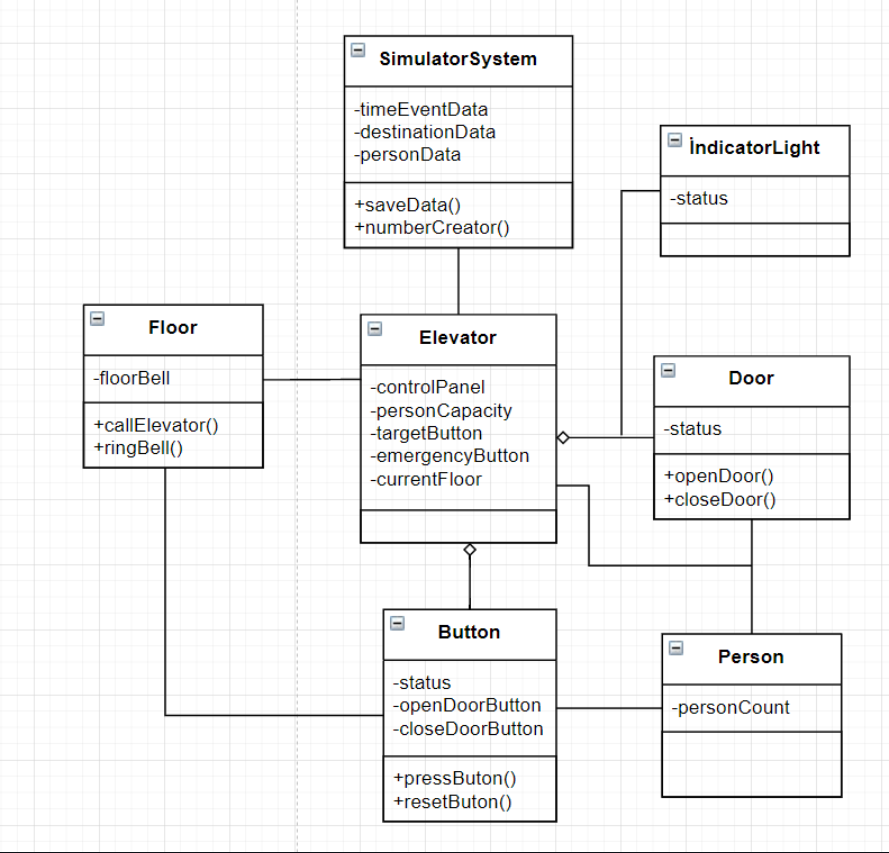 SimulatorSystem
-timeEventData
-destinationData
-personData
+saveData()
+numberCreator()
İndicatorLight
-status
Floor
-floorBell
+callElevator()
+ringBell()
Elevator
-controlPanel
-personCapacity
-targetButton
-emergencyButton
-currentFloor
Door
-status
+openDoor()
+closeDoor()
Button
-status
-openDoorButton
-closeDoorButton
+pressButon()
+resetButon()
Person
-personCount